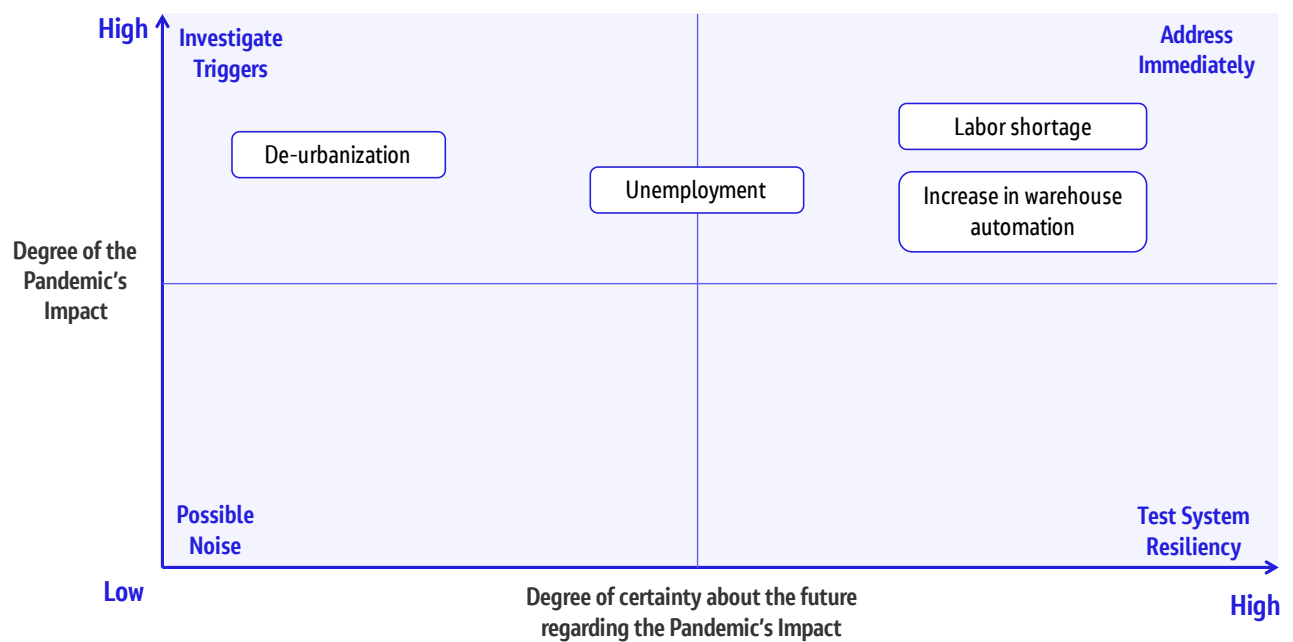 High
Investigate
Triggers
Address
Immediately
Labor shortage
De-urbanization
Unemployment
Increase in warehouse
automation
Degree of the
Pandemic's
Impact
Possible
Noise
Test System
Resiliency
Low
Degree of certainty about the future
regarding the Pandemic's Impact
High